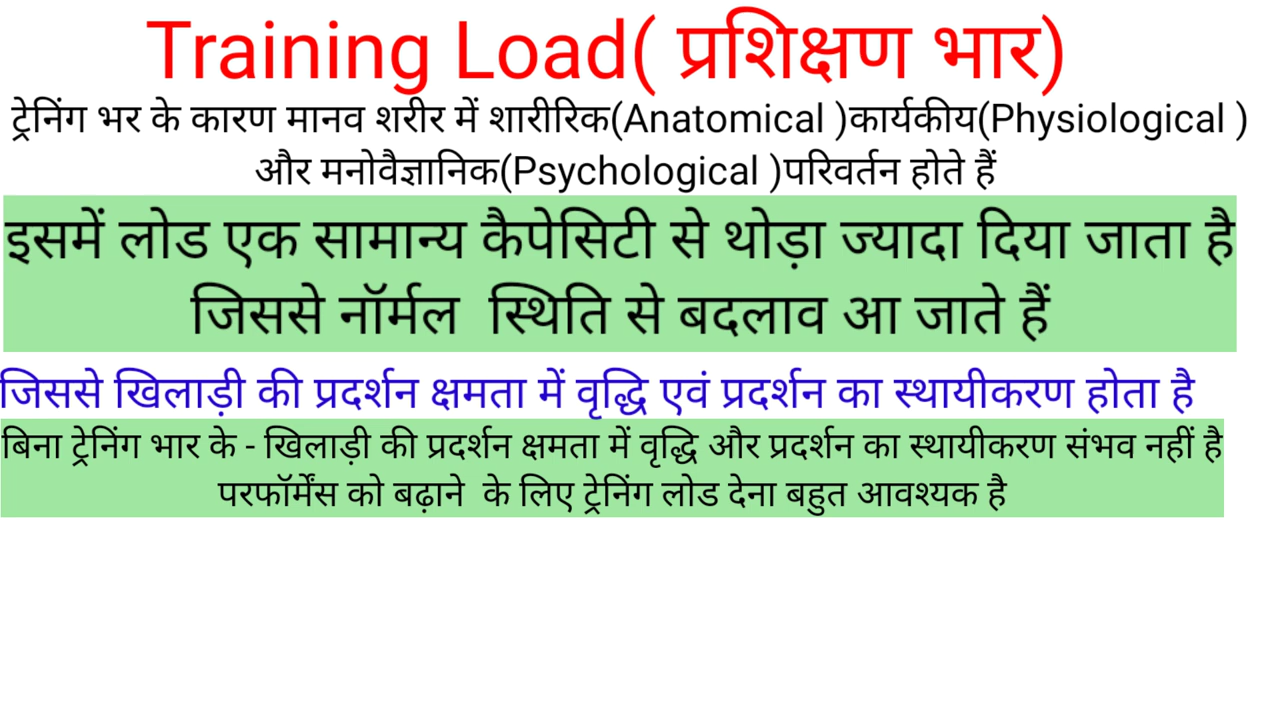 Training Load( प्रशिक्षण भार)
ट्रेनिंग भर के कारण मानव शरीर में शारीरिक(Anatomical )कार्यकीय(Physiological )
और मनोवैज्ञानिक(Psychological )परिवर्तन होते हैं
इसमें लोड एक सामान्य कैपेसिटी से थोड़ा ज्यादा दिया जाता है
जिससे नॉर्मल  स्थिति से बदलाव आ जाते हैं
जिससे खिलाड़ी की प्रदर्शन क्षमता में वृद्धि एवं प्रदर्शन का स्थायीकरण होता है
बिना ट्रेनिंग भार के - खिलाड़ी की प्रदर्शन क्षमता में वृद्धि और प्रदर्शन का स्थायीकरण संभव नहीं है
परफॉर्मेंस को बढ़ाने  के लिए ट्रेनिंग लोड देना बहुत आवश्यक है